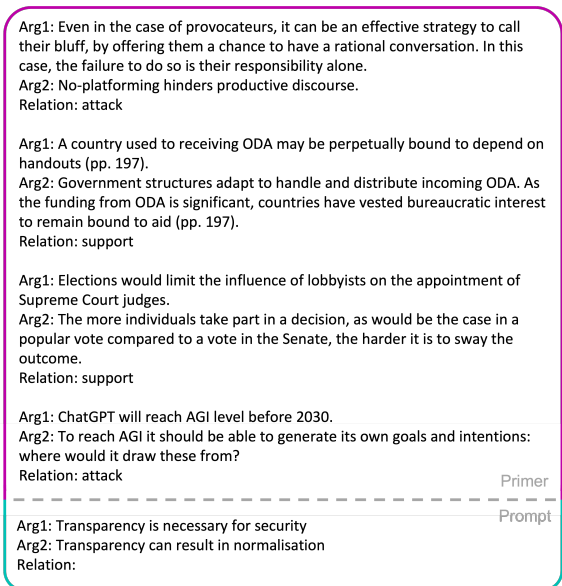 Arg1: Even in the case of provocateurs, it can be an effective strategy to call
their bluff, by offering them a chance to have a rational conversation. In this
case, the failure to do so is their responsibility alone.
Arg2: No-platforming hinders productive discourse.
Relation: attack
Arg1: A country used to receiving ODA may be perpetually bound to depend on
handouts (pp. 197).
Arg2: Government structures adapt to handle and distribute incoming ODA. As
the funding from ODA is significant, countries have vested bureaucratic interest
to remain bound to aid (pp. 197).
Relation: support
Arg1: Elections would limit the influence of lobbyists on the appointment of
Supreme Court judges.
Arg2: The more individuals take part in a decision, as would be the case in a
popular vote compared to a vote in the Senate, the harder it is to sway the
outcome.
Relation: support
Arg1: ChatGPT will reach AGI level before 2030.
Arg2: To reach AGI it should be able to generate its own goals and intentions:
where would it draw these from?
Relation: attack
Primer
Prompt
Arg1: Transparency is necessary for security
Arg2: Transparency can result in normalisation
Relation: